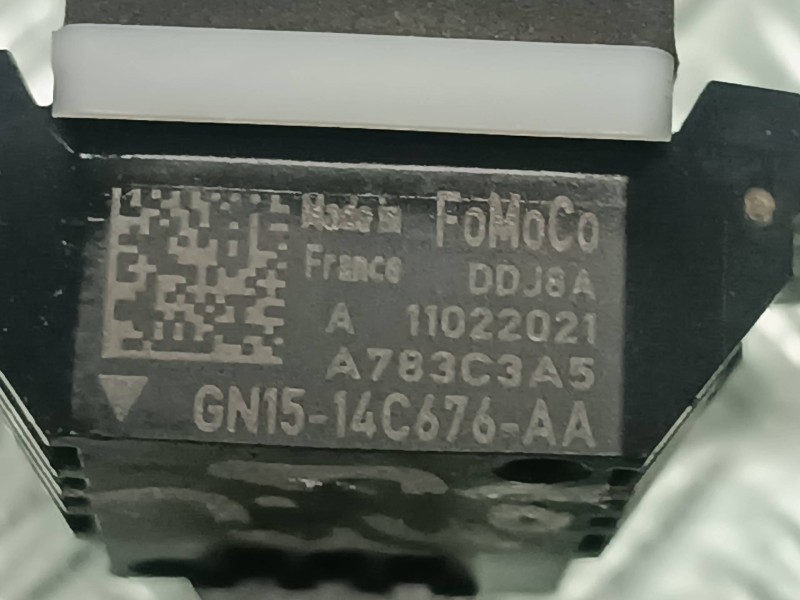 Made in FoMoCo
France DDJ8A
A 11022021
A783C3A5
GN15-14C676-AA